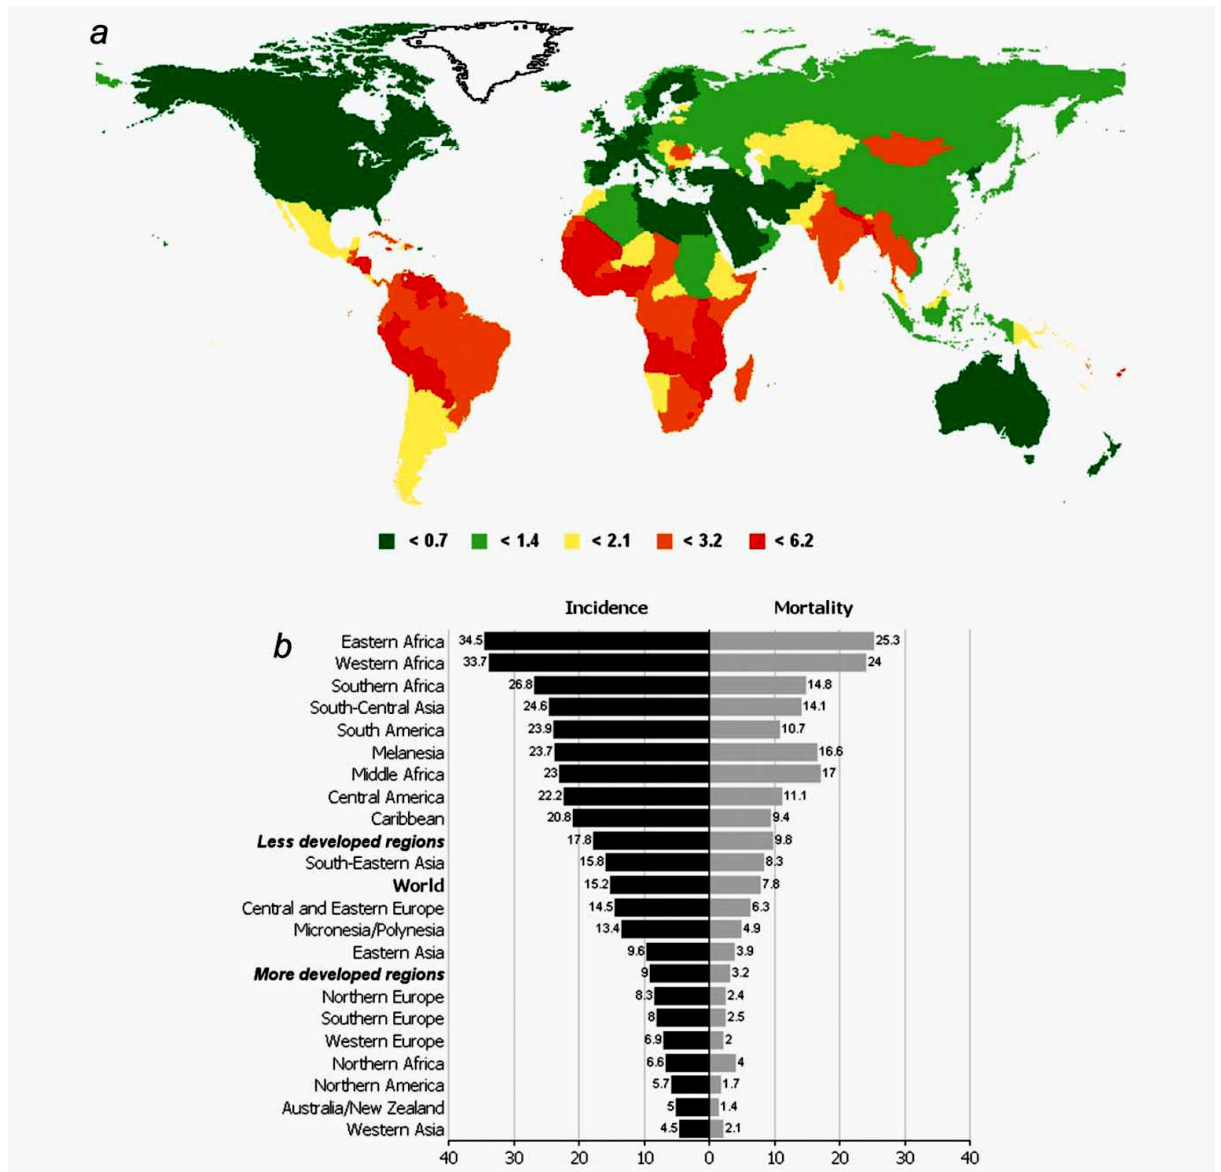 a
< 0.7 < 1.4 < 2.1 < 3.2 < 6.2
Incidence Mortality
b
Eastern Africa 34.5 25.3
Western Africa 33.7 24
Southern Africa 26.8 14.8
South-Central Asia 24.6 14.1
South America 23.9 10.7
Melanesia 23.7 16.6
Middle Africa 23 17
Central America 22.2 11.1
Caribbean 20.8 9.4
Less developed regions 17.8 9.8
South-Eastern Asia 15.8 8.3
World 15.2 7.8
Central and Eastern Europe 14.5 6.3
Micronesia/Polynesia 13.4 4.9
Eastern Asia 9.6 3.9
More developed regions 9 3.2
Northern Europe 8.3 2.4
Southern Europe 8 2.5
Western Europe 6.9 2
Northern Africa 6.6 4
Northern America 5.7 1.7
Australia/New Zealand 5 1.4
Western Asia 4.5 2.1
40 30 20 10 0 10 20 30 40